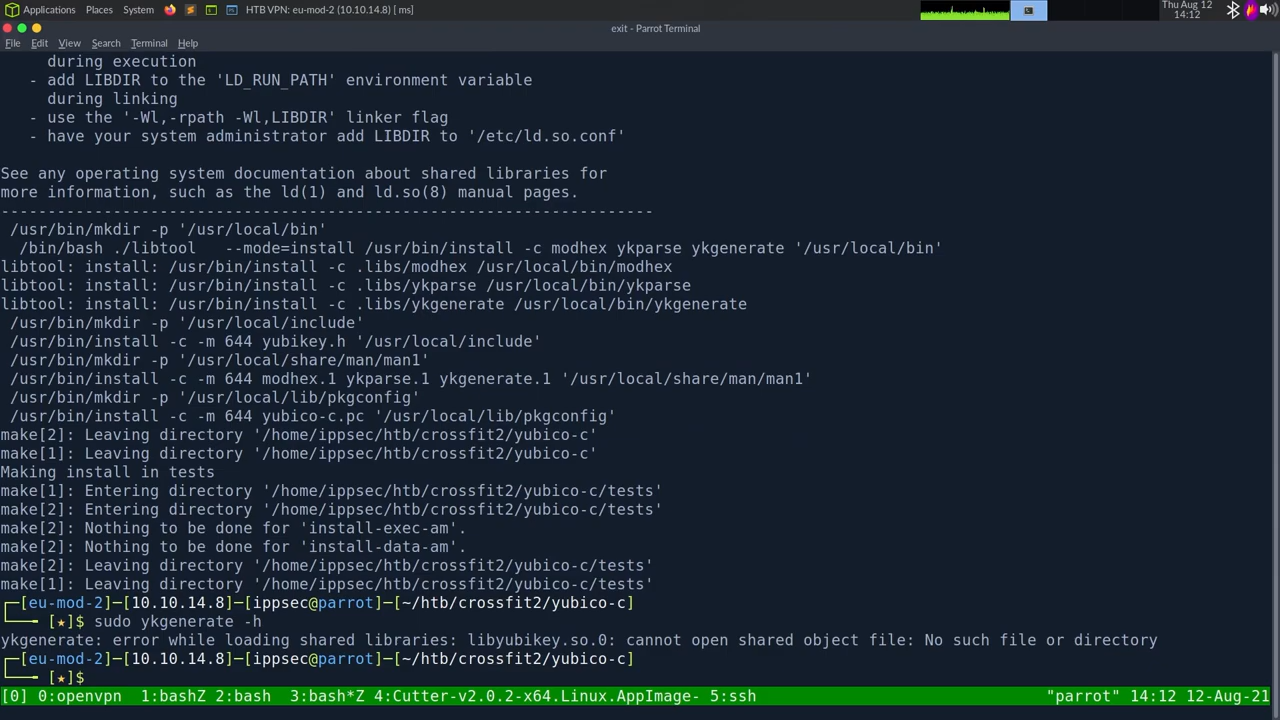 Applications Places System HTB VPN: eu-mod-2 (10.10.14.8) [ms] Thu Aug 12
14:12
exit - Parrot Terminal
File Edit View Search Terminal Help
during execution
- add LIBDIR to the 'LD_RUN_PATH' environment variable
during linking
- use the '-Wl,-rpath -Wl,LIBDIR' linker flag
- have your system administrator add LIBDIR to '/etc/ld.so.conf'
See any operating system documentation about shared libraries for
more information, such as the ld(1) and ld.so(8) manual pages.
----------------------------------------------------------------------
/usr/bin/mkdir -p '/usr/local/bin'
/bin/bash ./libtool   --mode=install /usr/bin/install -c modhex ykparse ykgenerate '/usr/local/bin'
libtool: install: /usr/bin/install -c .libs/modhex /usr/local/bin/modhex
libtool: install: /usr/bin/install -c .libs/ykparse /usr/local/bin/ykparse
libtool: install: /usr/bin/install -c .libs/ykgenerate /usr/local/bin/ykgenerate
/usr/bin/mkdir -p '/usr/local/include'
/usr/bin/install -c -m 644 yubikey.h '/usr/local/include'
/usr/bin/mkdir -p '/usr/local/share/man/man1'
/usr/bin/install -c -m 644 modhex.1 ykparse.1 ykgenerate.1 '/usr/local/share/man/man1'
/usr/bin/mkdir -p '/usr/local/lib/pkgconfig'
/usr/bin/install -c -m 644 yubico-c.pc '/usr/local/lib/pkgconfig'
make[2]: Leaving directory '/home/ippsec/htb/crossfit2/yubico-c'
make[1]: Leaving directory '/home/ippsec/htb/crossfit2/yubico-c'
Making install in tests
make[1]: Entering directory '/home/ippsec/htb/crossfit2/yubico-c/tests'
make[2]: Entering directory '/home/ippsec/htb/crossfit2/yubico-c/tests'
make[2]: Nothing to be done for 'install-exec-am'.
make[2]: Nothing to be done for 'install-data-am'.
make[2]: Leaving directory '/home/ippsec/htb/crossfit2/yubico-c/tests'
make[1]: Leaving directory '/home/ippsec/htb/crossfit2/yubico-c/tests'
┌─[eu-mod-2]─[10.10.14.8]─[ippsec@parrot]─[~/htb/crossfit2/yubico-c]
└── [★]$ sudo ykgenerate -h
ykgenerate: error while loading shared libraries: libyubikey.so.0: cannot open shared object file: No such file or directory
┌─[eu-mod-2]─[10.10.14.8]─[ippsec@parrot]─[~/htb/crossfit2/yubico-c]
└── [★]$
[0] 0:openvpn  1:bashZ 2:bash  3:bash*Z 4:Cutter-v2.0.2-x64.Linux.AppImage- 5:ssh "parrot" 14:12 12-Aug-21